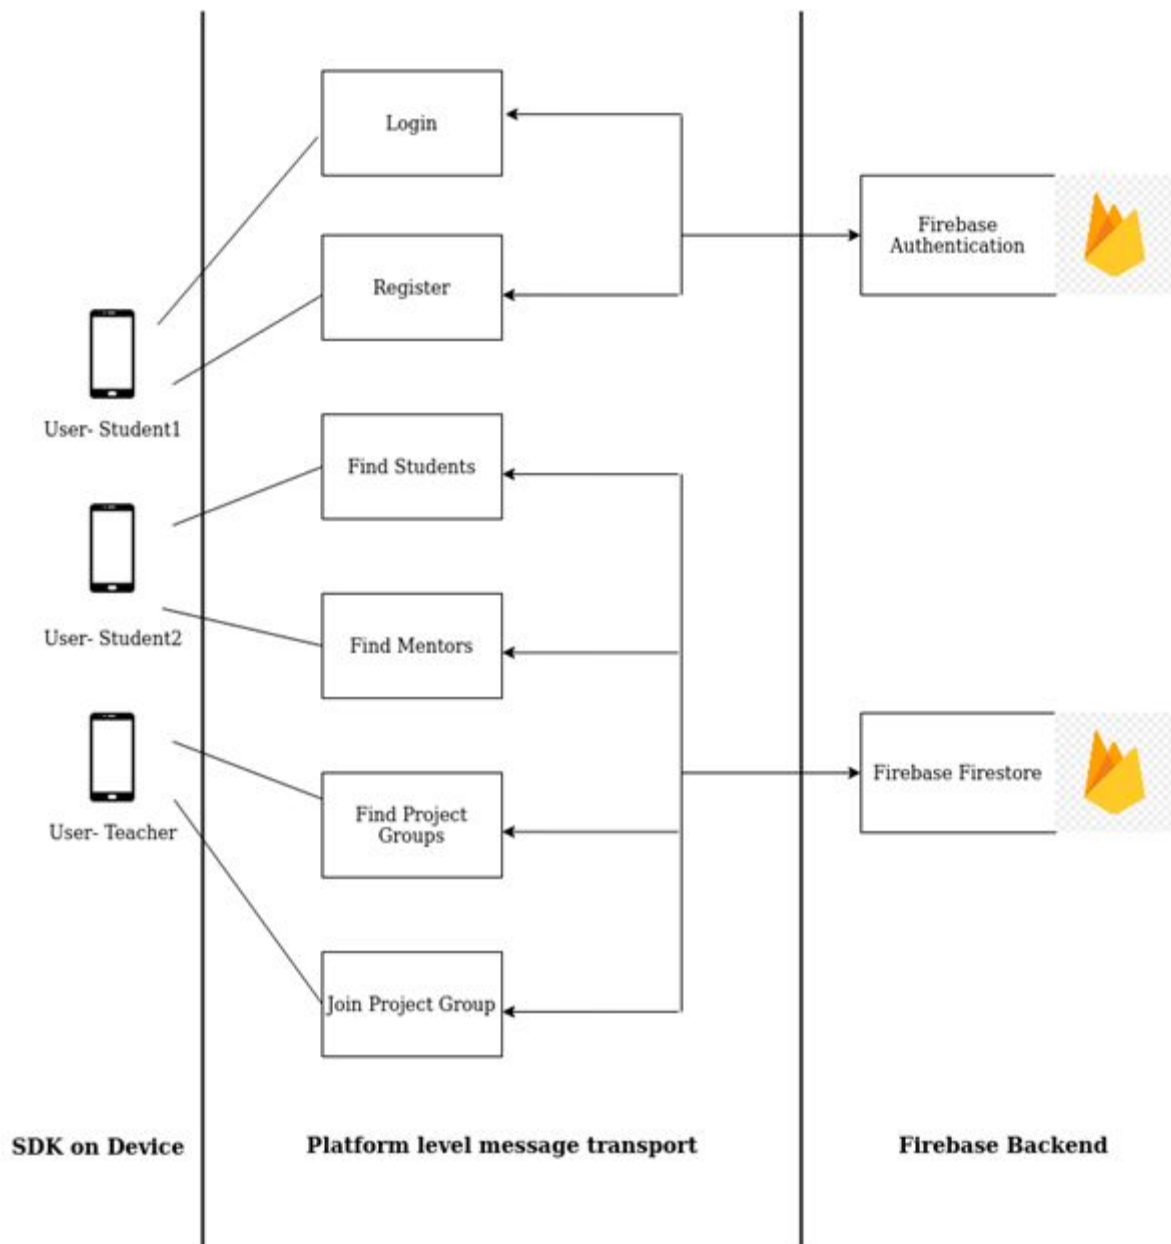 Login
Firebase
Authentication
Register
User- Student1
Find Students
User- Student2
Find Mentors
User- Teacher
Find Project
Groups
Firebase Firestore
Join Project Group
SDK on Device
Platform level message transport
Firebase Backend